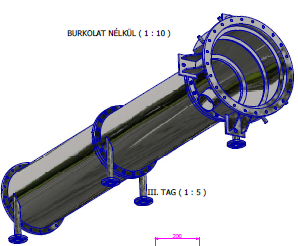 BURKOLAT NÉLKÜL ( 1 : 10 )
III. TAG ( 1 : 5 )
200